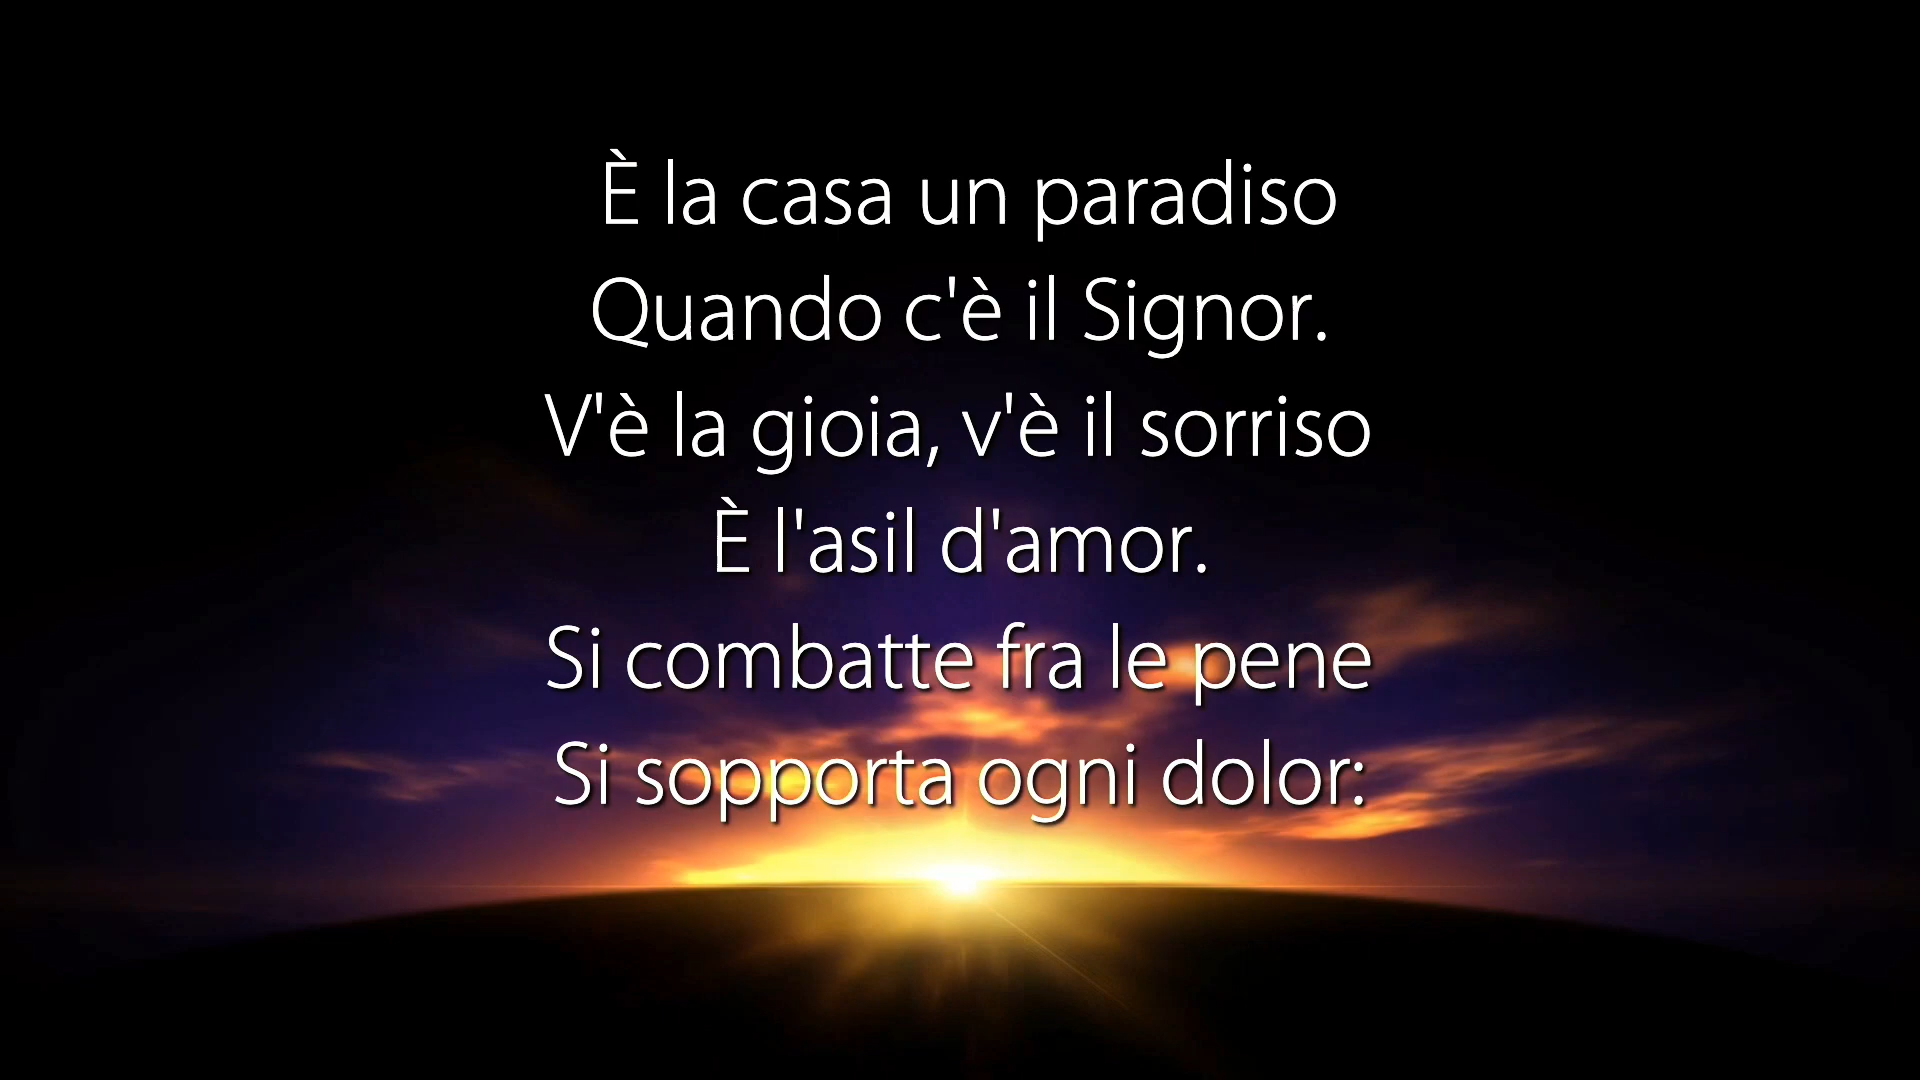 È la casa un paradiso
Quando c'è il Signor.
V'è la gioia, v'è il sorriso
È l'asil d'amor.
Si combatte fra le pene
Si sopporta ogni dolor: